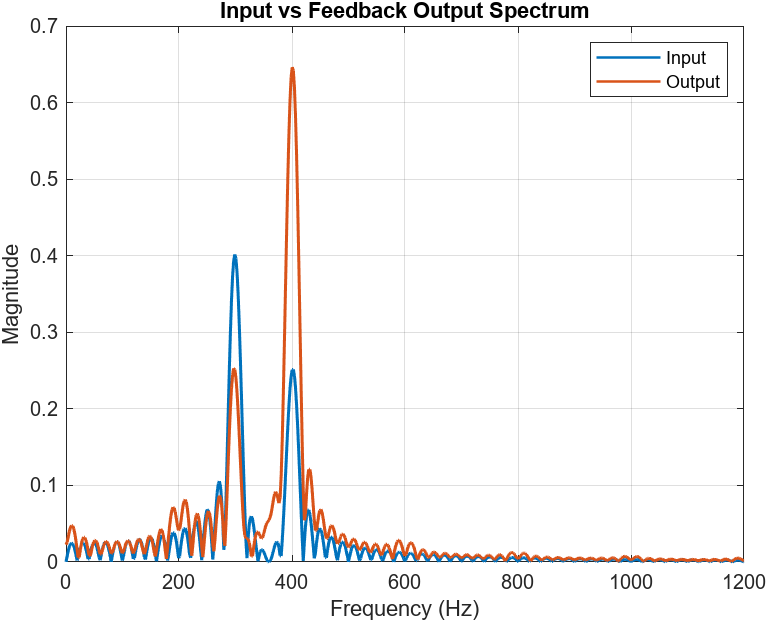 Input vs Feedback Output Spectrum
0.7
0.6
0.5
0.4
0.3
0.2
0.1
0
Magnitude
Input
Output
0 200 400 600 800 1000 1200
Frequency (Hz)